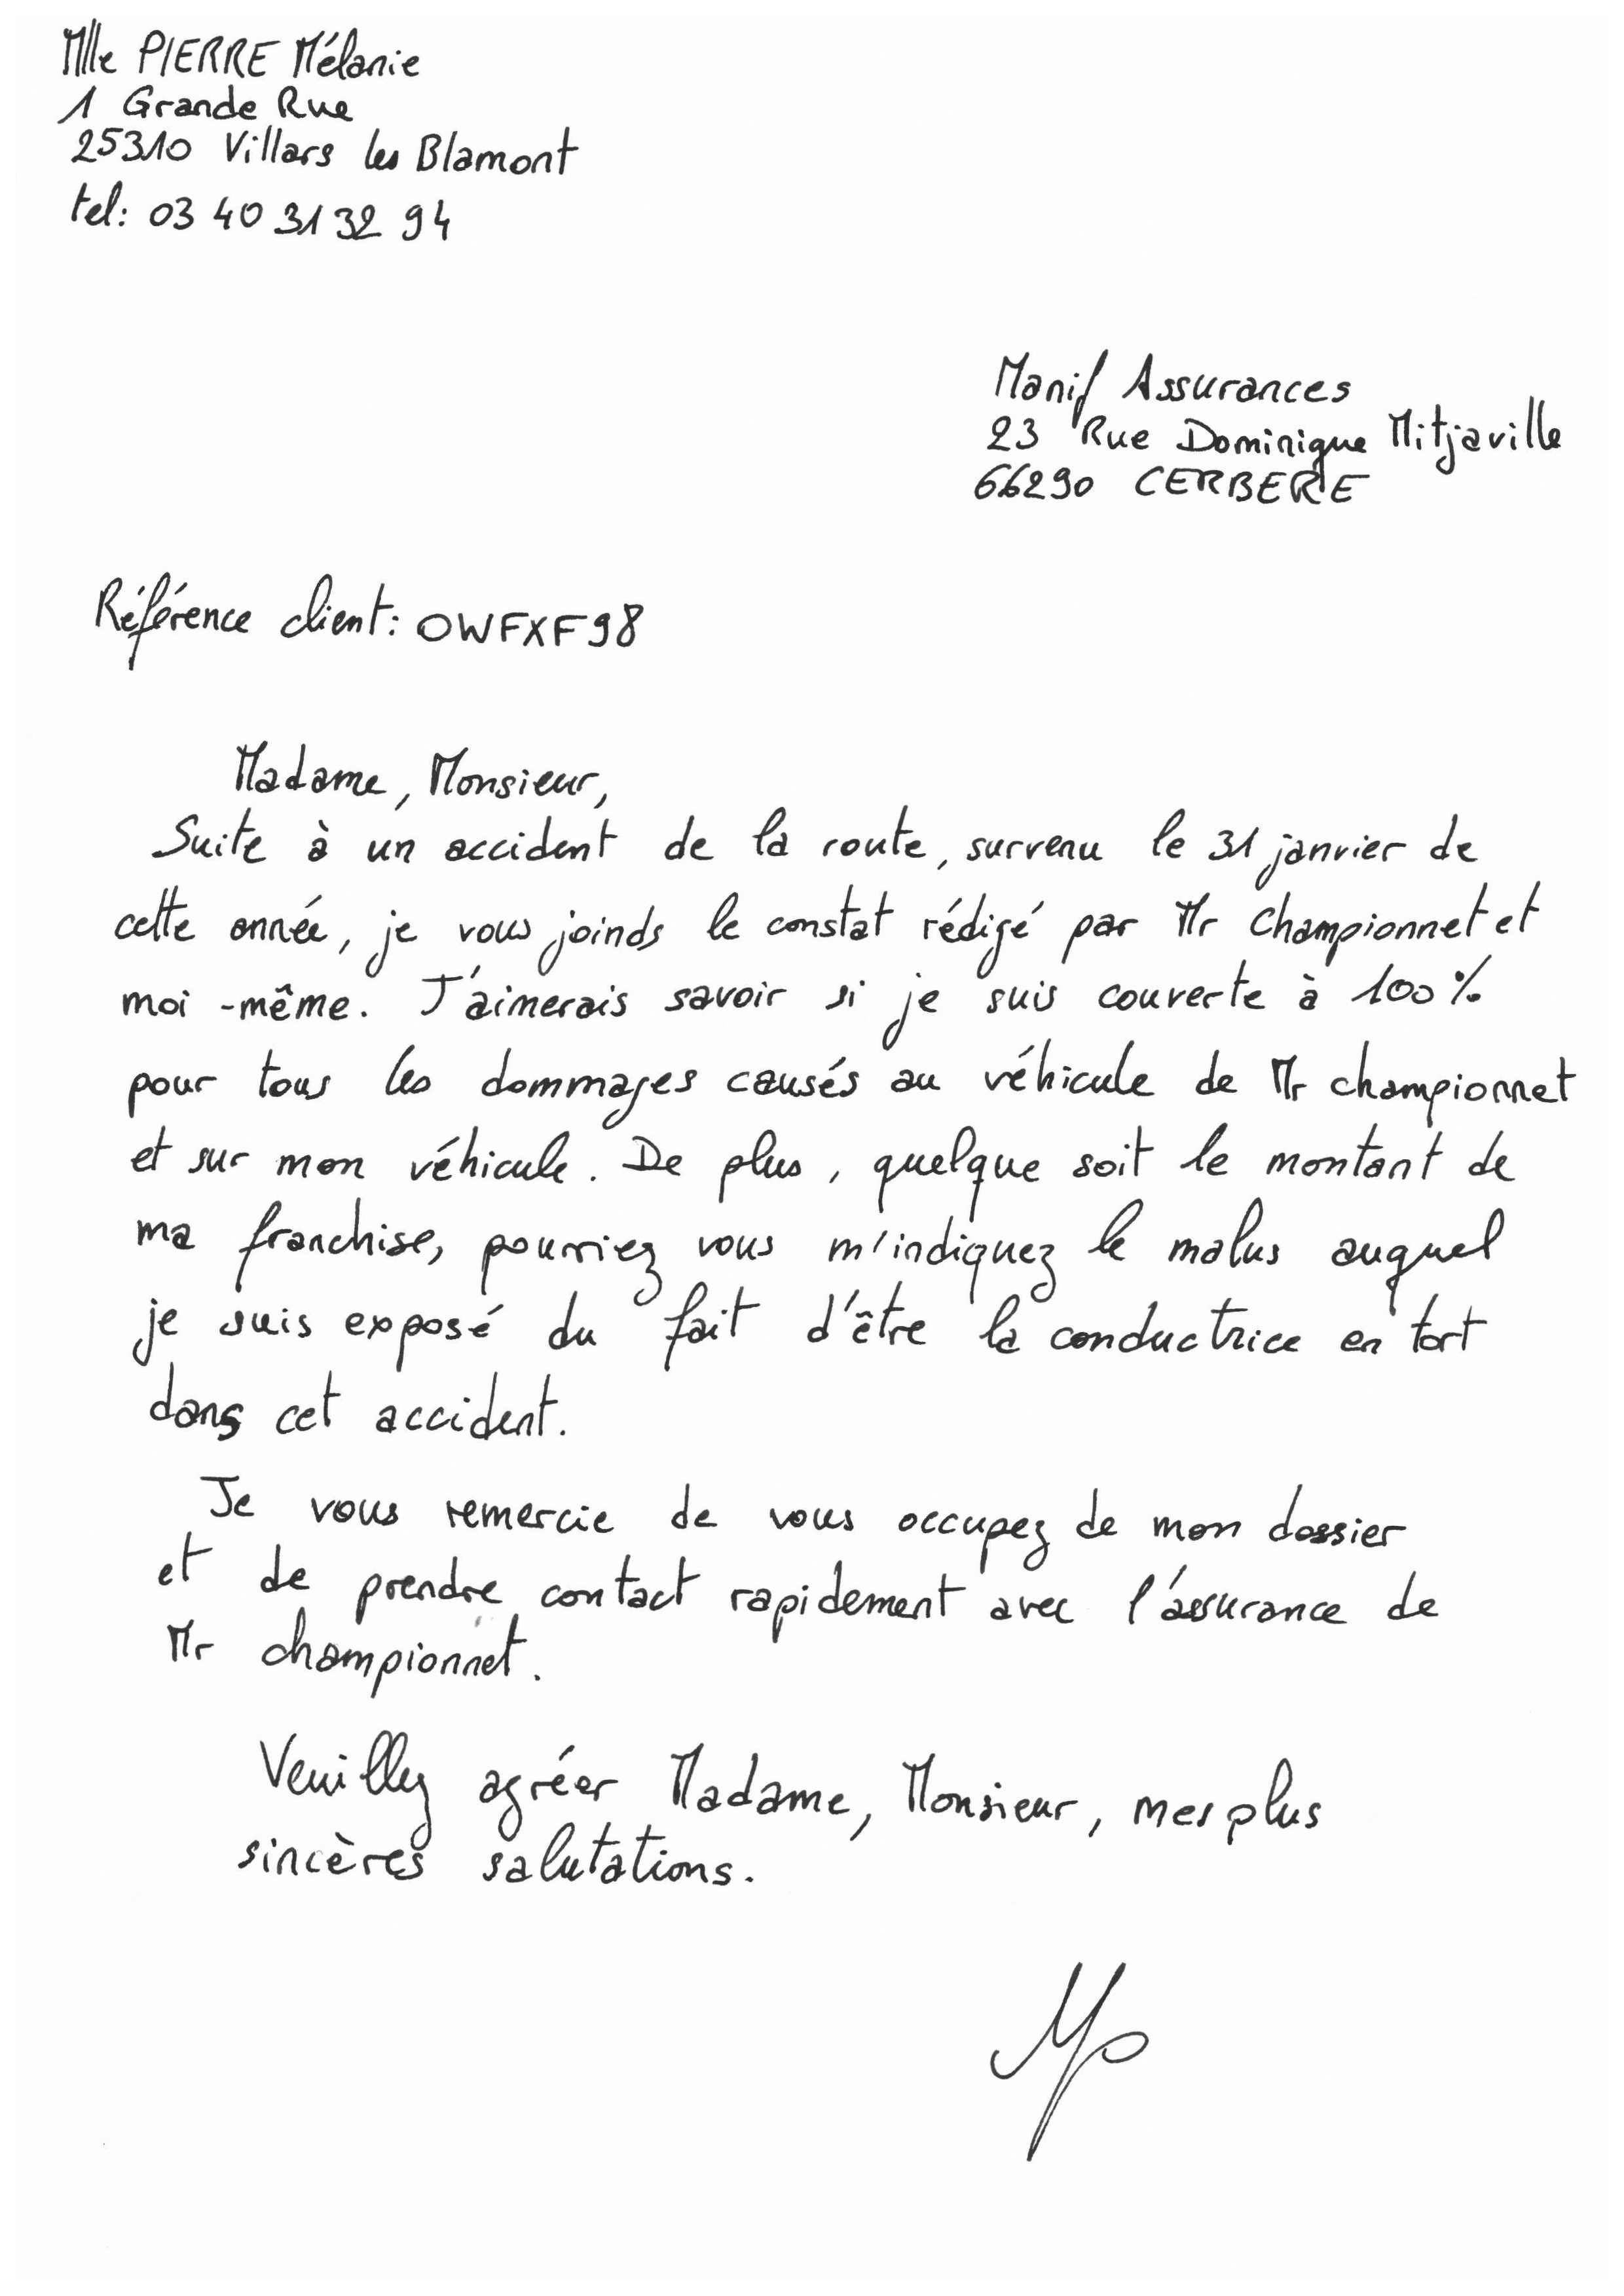 Mlle PIERRE Mélanie
1 Grande Rue
25310 Villars les Blamont
tel: 03 40 31 32 94
Manif Assurances
23 Rue Dominique Mitjaville
66290 CERBERE
Référence client: OWFXF98
Madame, Monsieur,
Suite à un accident de la route, survenu le 31 janvier de
cette année, je vous joinds le constat rédigé par Mr Championnet et
moi-même. J'aimerais savoir si je suis couverte à 100%
pour tous les dommages causés au véhicule de Mr championnet
et sur mon véhicule. De plus, quelque soit le montant de
ma franchise, pourriez vous m'indiquez le malus auquel
je suis exposé du fait d'être la conductrice en tort
dans cet accident.
Je vous remercie de vous occupez de mon dossier
et de prendre contact rapidement avec l'assurance de
Mr championnet.
Veuillez agréer Madame, Monsieur, mes plus
sincères salutations.
MP